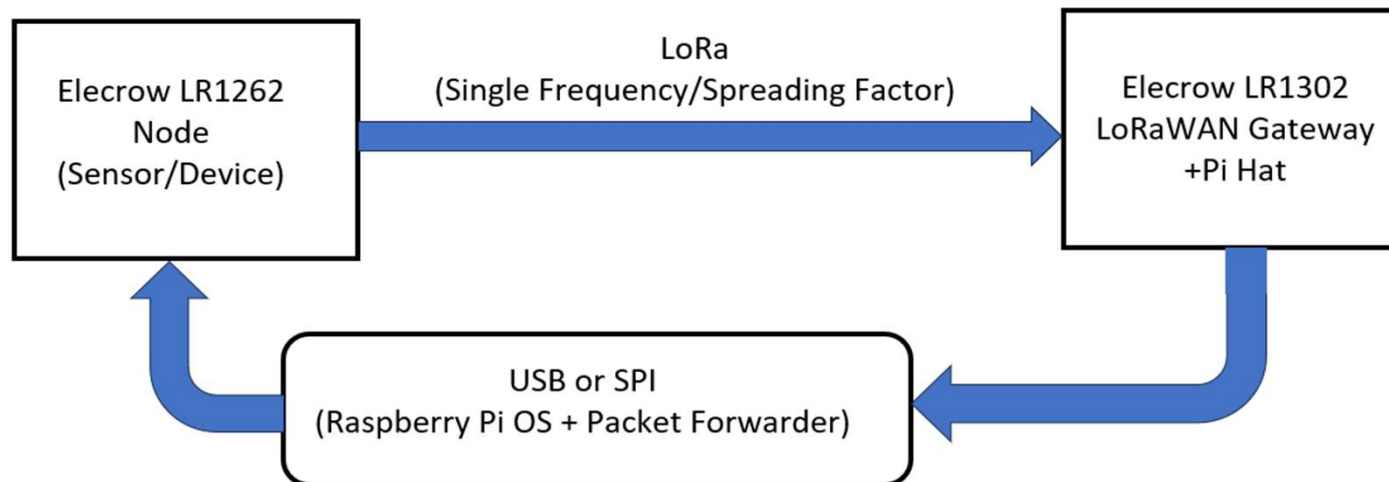 Elecrow LR1262
Node
(Sensor/Device)
LoRa
(Single Frequency/Spreading Factor)
Elecrow LR1302
LoRaWAN Gateway
+Pi Hat
USB or SPI
(Raspberry Pi OS + Packet Forwarder)